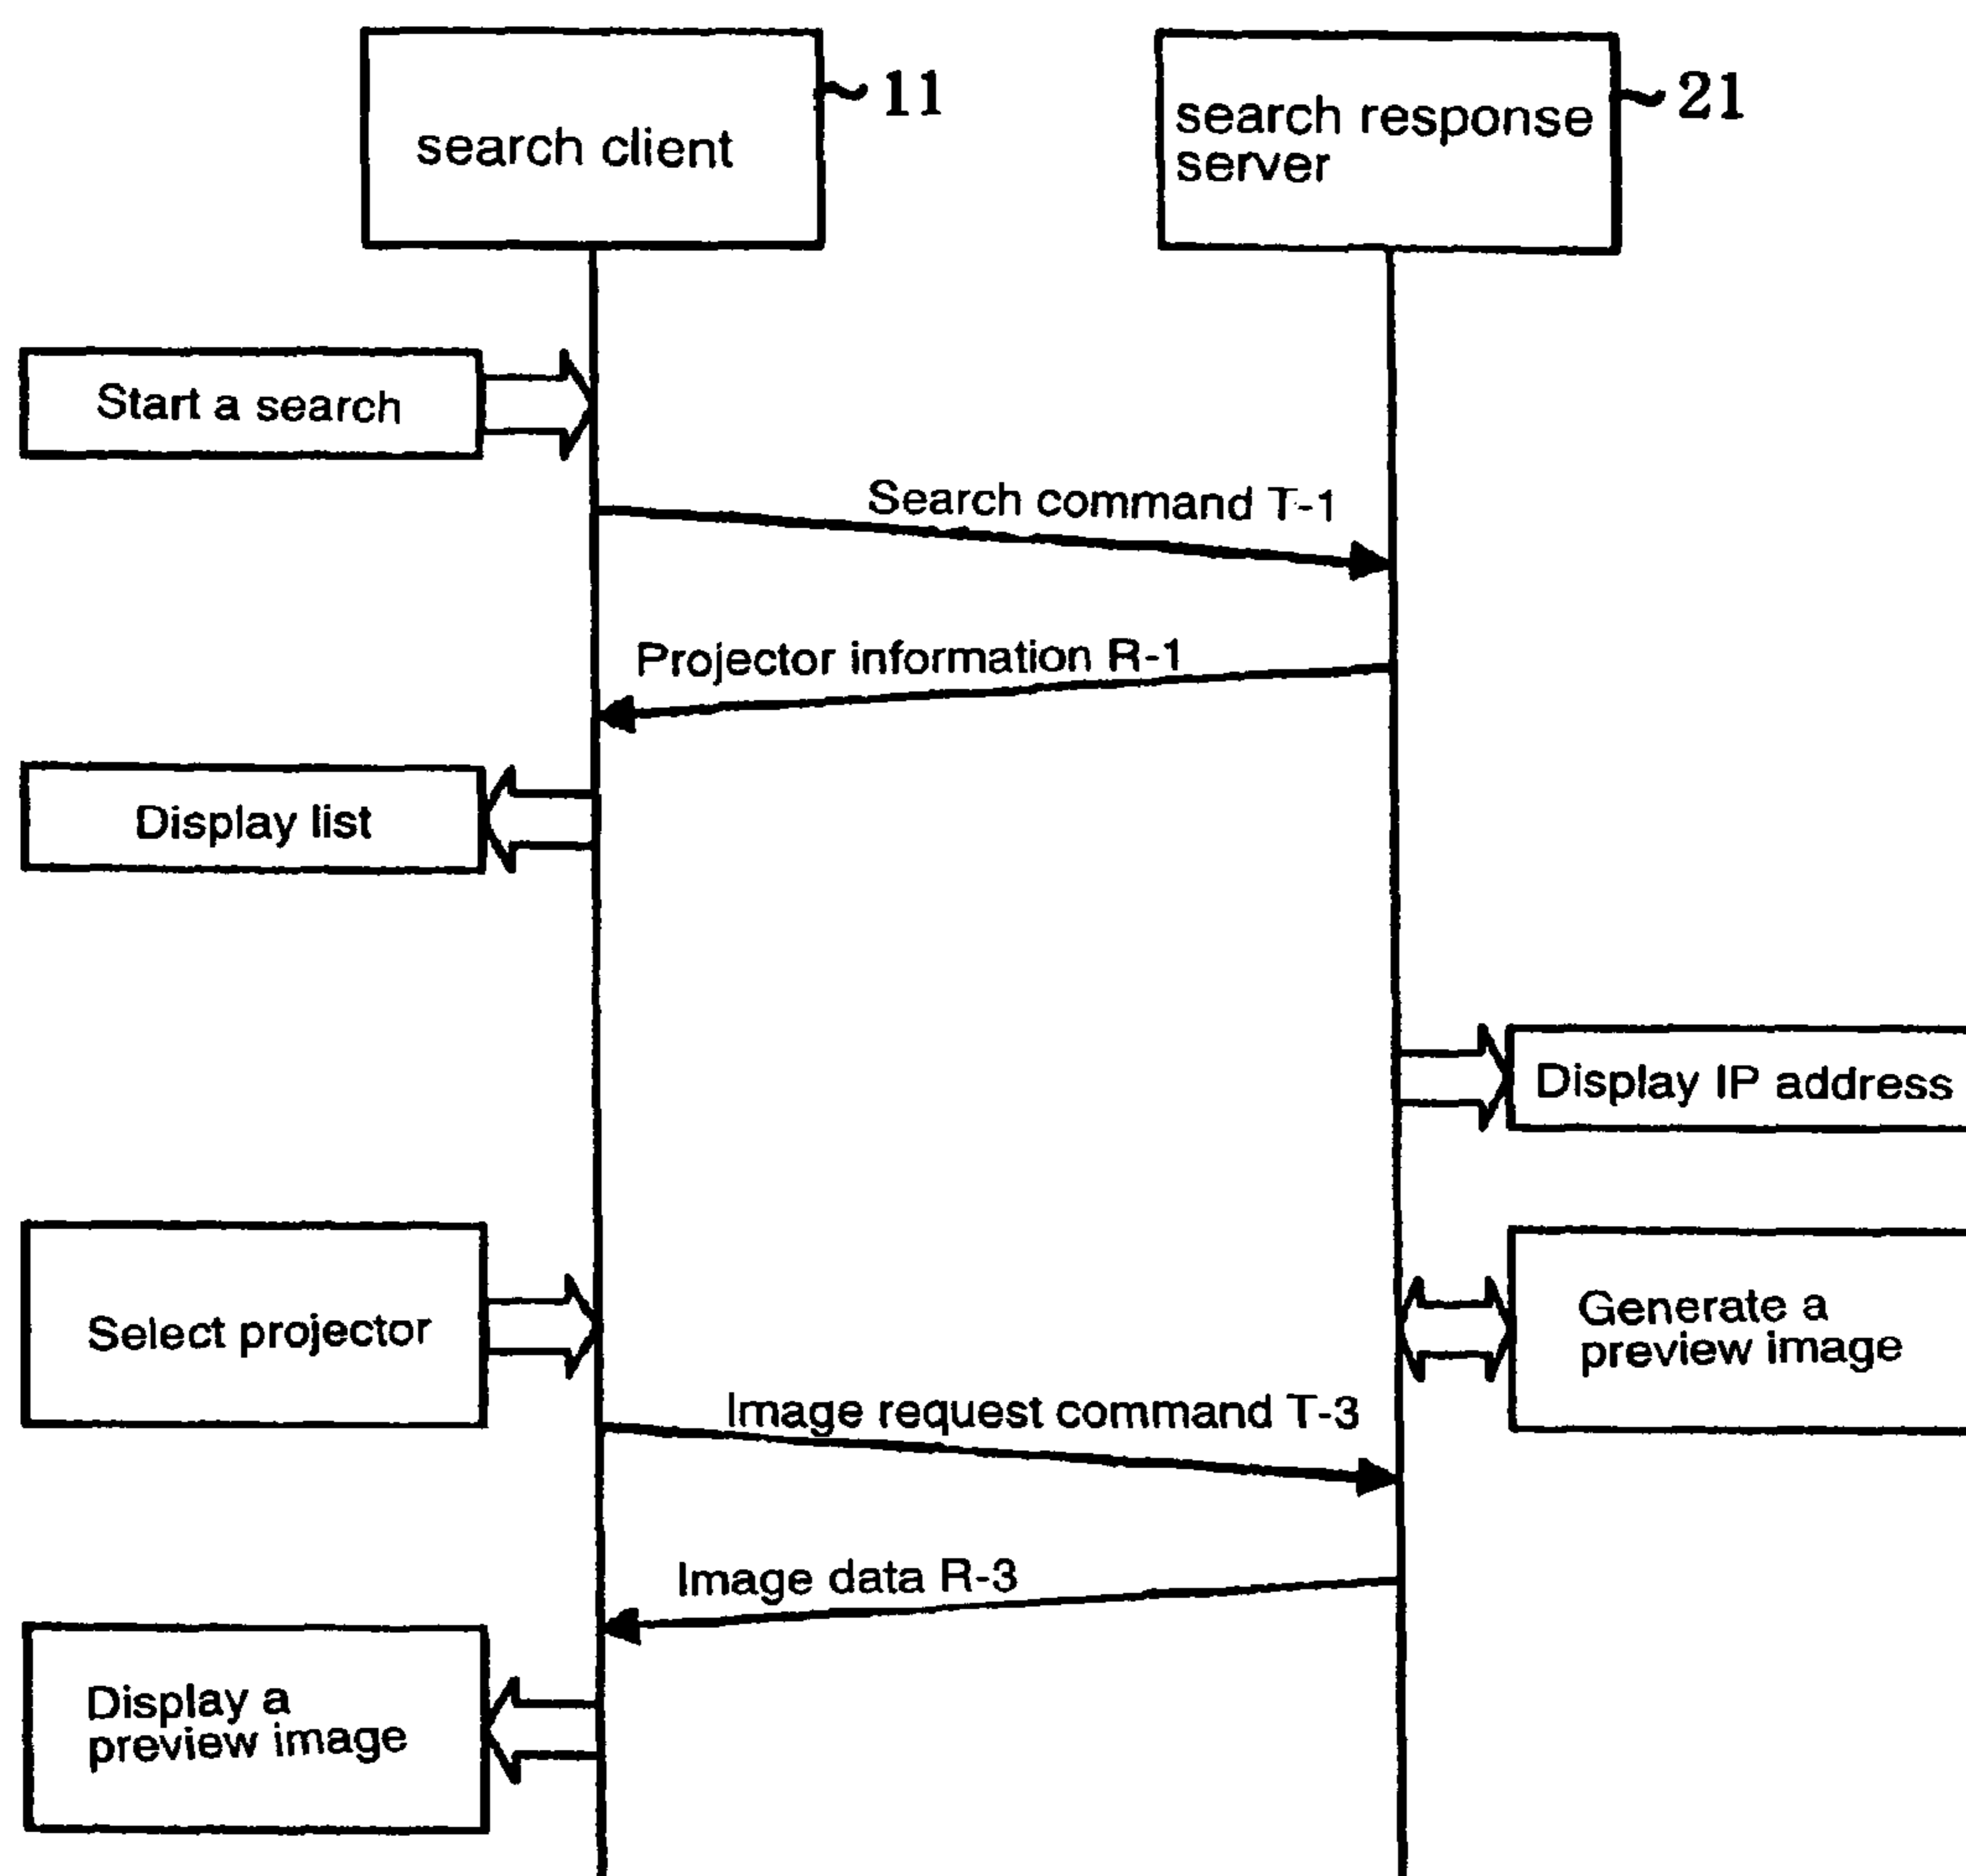 search client
11
search response
server
21
Start a search
Search command T-1
Projector information R-1
Display list
Display IP address
Select projector
Generate a
preview image
Image request command T-3
Image data R-3
Display a
preview image